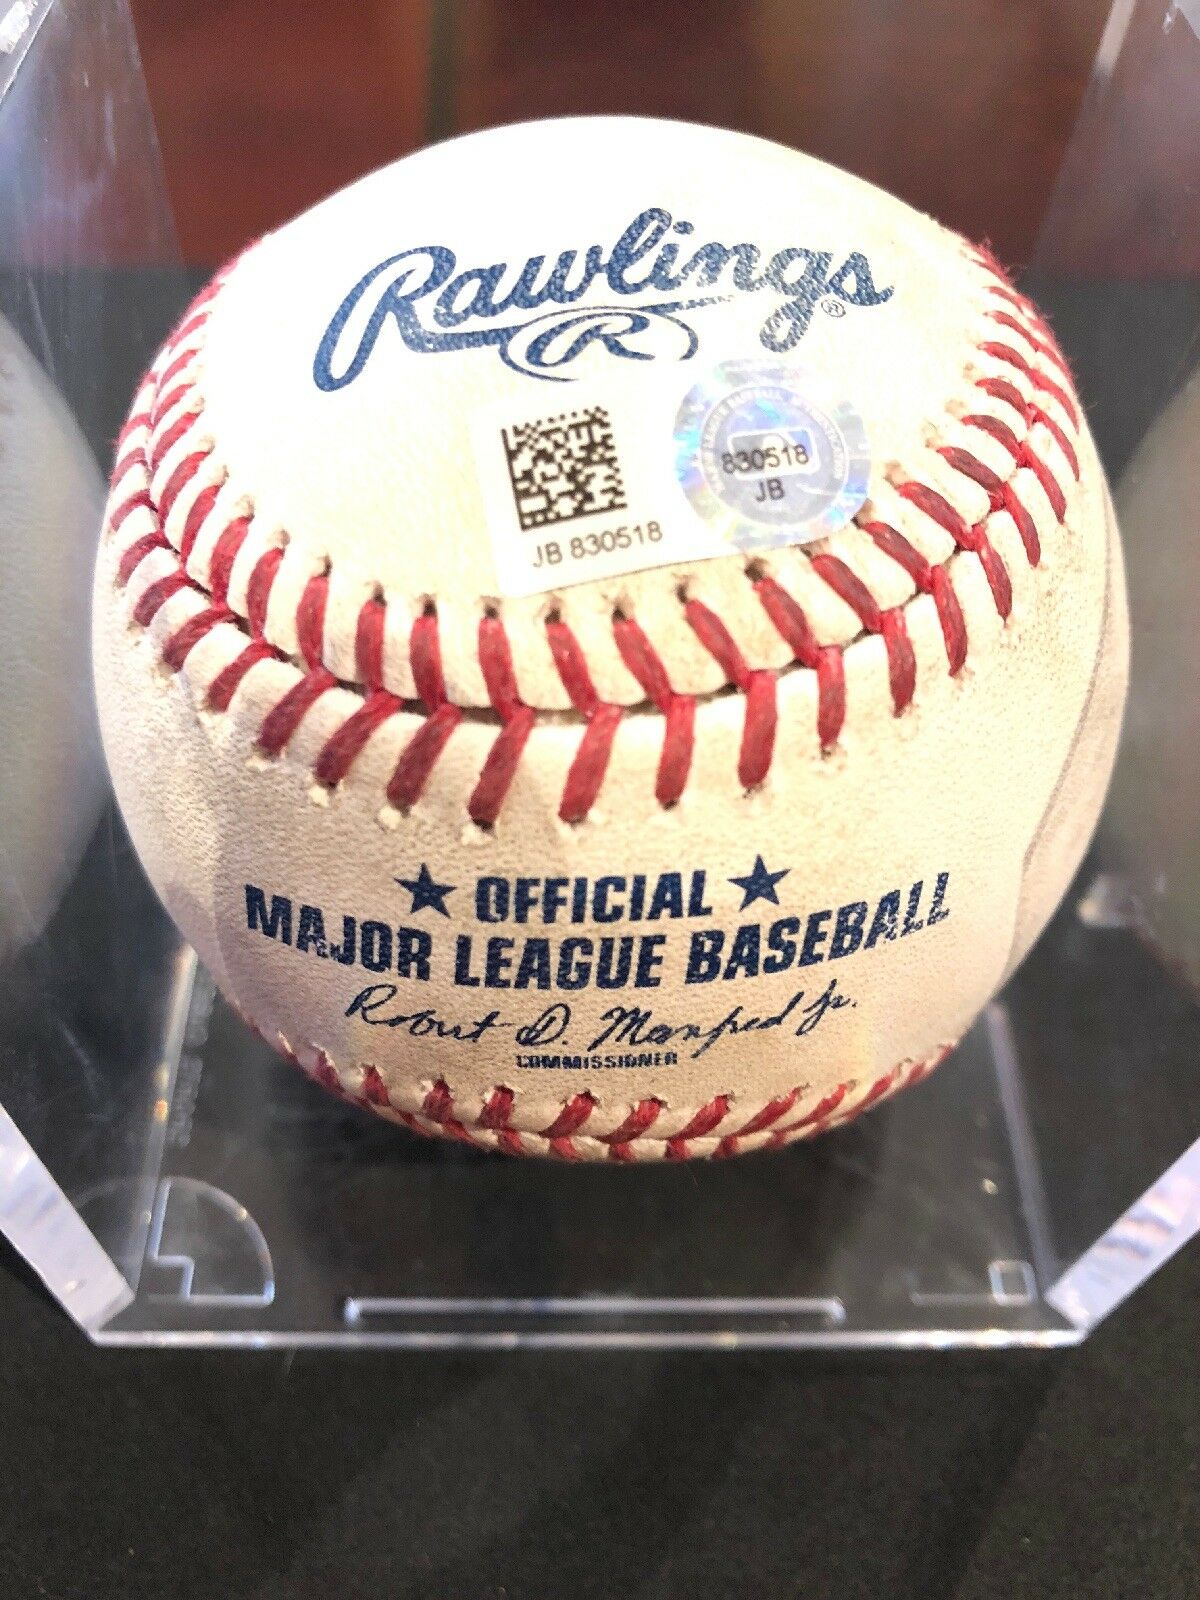 Rawlings®
R
830518
JB
JB 830518
★ OFFICIAL ★
MAJOR LEAGUE BASEBALL
Robert D. Manfred Jr.
COMMISSIONER